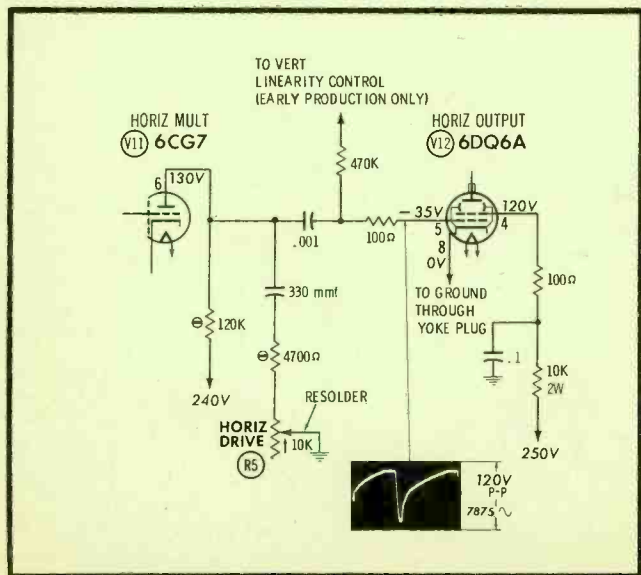 TO VERT
LINEARITY CONTROL
(EARLY PRODUCTION ONLY)
HORIZ MULT
V11 6CG7
HORIZ OUTPUT
V12 6DQ6A
6
130V
470K
.001
100Ω
– 35V
5
8
0V
120V
4
TO GROUND
THROUGH
YOKE PLUG
100Ω
.1
10K
2W
250V
330 mmf
120K
240V
4700Ω
RESOLDER
HORIZ
DRIVE
R5
10K
120V
P-P
7875 ~